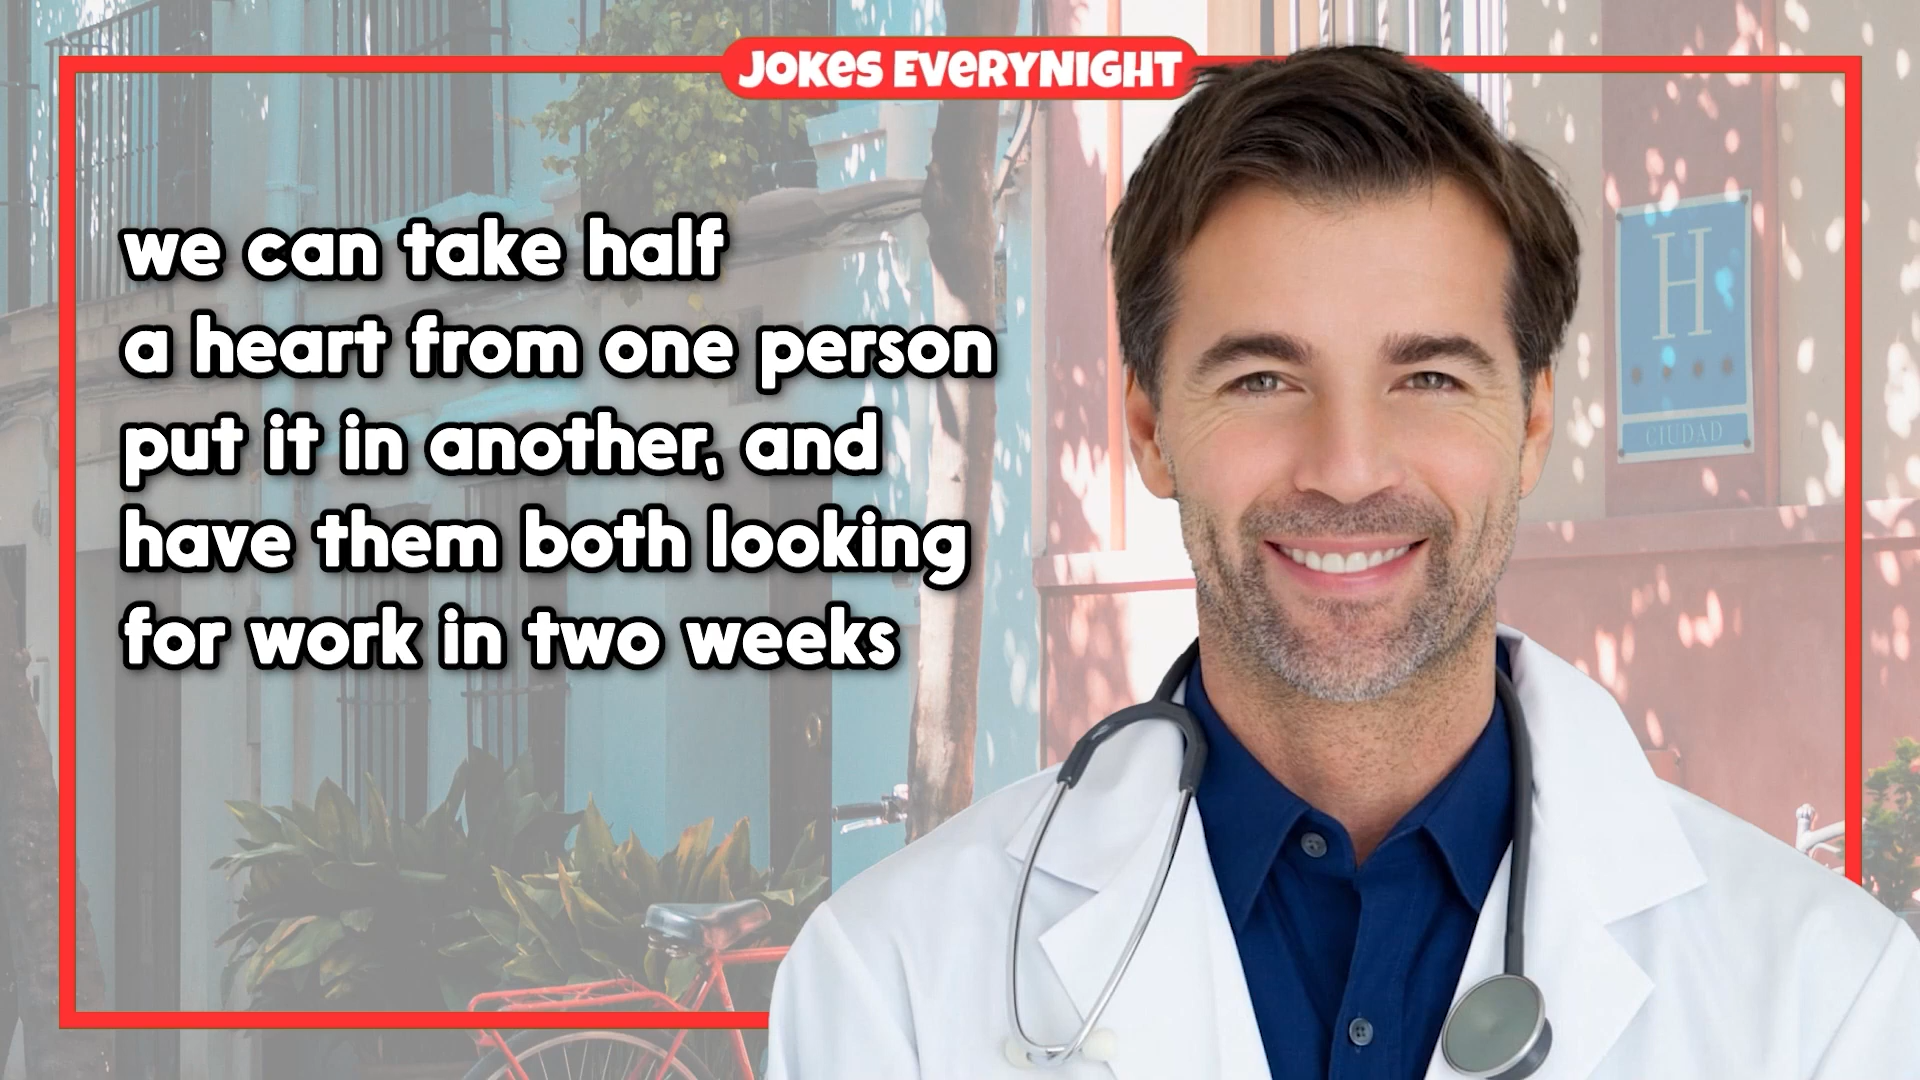 JOKES EVERYNIGHT
we can take half
a heart from one person
put it in another, and
have them both looking
for work in two weeks
H
CIUDAD